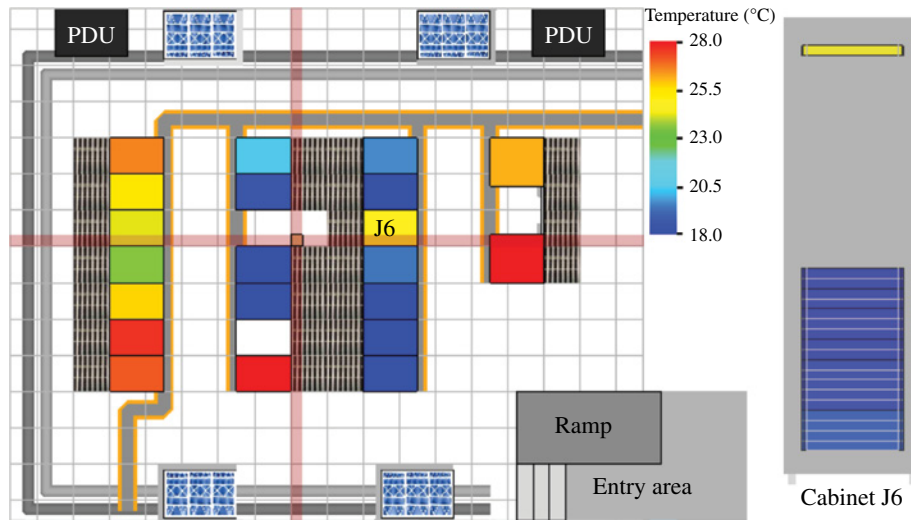 PDU
PDU
Temperature (°C)
28.0
25.5
23.0
20.5
18.0
J6
Ramp
Entry area
Cabinet J6